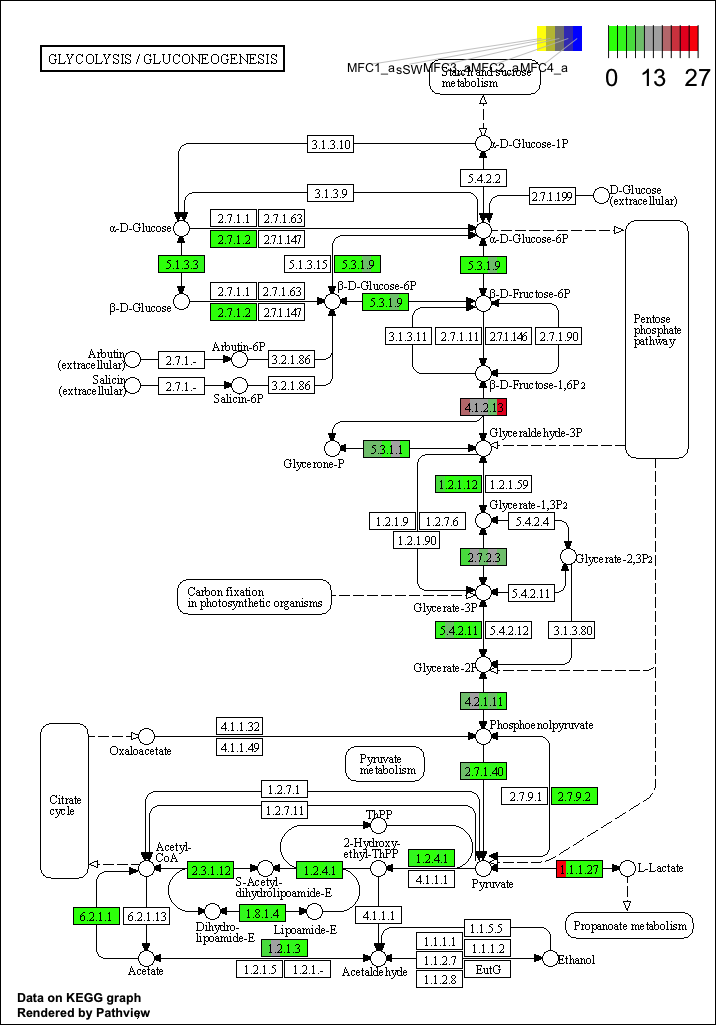 GLYCOLYSIS / GLUCONEOGENESIS
MFC1_a sSW MFC3_a MFC2_a MFC4_a
0 13 27
Starch and sucrose
metabolism
3.1.3.10
α-D-Glucose-1P
5.4.2.2
3.1.3.9
2.7.1.199
D-Glucose
(extracellular)
α-D-Glucose
2.7.1.1 2.7.1.63
2.7.1.2 2.7.1.147
α-D-Glucose-6P
5.1.3.3
5.1.3.15 5.3.1.9
5.3.1.9
β-D-Glucose
2.7.1.1 2.7.1.63
2.7.1.2 2.7.1.147
β-D-Glucose-6P
5.3.1.9
β-D-Fructose-6P
Pentose
phosphate
pathway
3.1.3.11 2.7.1.11 2.7.1.146 2.7.1.90
Arbutin
(extracellular)
2.7.1.-
Arbutin-6P
3.2.1.86
Salicin
(extracellular)
2.7.1.-
Salicin-6P
3.2.1.86
β-D-Fructose-1,6P2
4.1.2.13
Glyceraldehyde-3P
Glycerone-P
5.3.1.1
1.2.1.12 1.2.1.59
Glycerate-1,3P2
1.2.1.9 1.2.7.6
1.2.1.90
5.4.2.4
2.7.2.3
Glycerate-2,3P2
Carbon fixation
in photosynthetic organisms
Glycerate-3P
5.4.2.11
5.4.2.11 5.4.2.12
3.1.3.80
Glycerate-2P
4.2.1.11
4.1.1.32
Oxaloacetate
4.1.1.49
Phosphoenolpyruvate
Pyruvate
metabolism
2.7.1.40
2.7.9.1 2.7.9.2
Citrate
cycle
1.2.7.1
1.2.7.11
ThPP
Acetyl-
CoA
2.3.1.12
S-Acetyl-
dihydrolipoamide-E
1.2.4.1
2-Hydroxy-
ethyl-ThPP
1.2.4.1
4.1.1.1
Pyruvate
1.1.1.27
L-Lactate
6.2.1.1 6.2.1.13
Dihydro-
lipoamide-E
1.8.1.4
Lipoamide-E
4.1.1.1
Propanoate metabolism
1.2.1.3
1.2.1.5 1.2.1.-
Acetate
Acetaldehyde
1.1.5.5
1.1.1.1 1.1.1.2
1.1.2.7 EutG
1.1.2.8
Ethanol
Data on KEGG graph
Rendered by Pathview